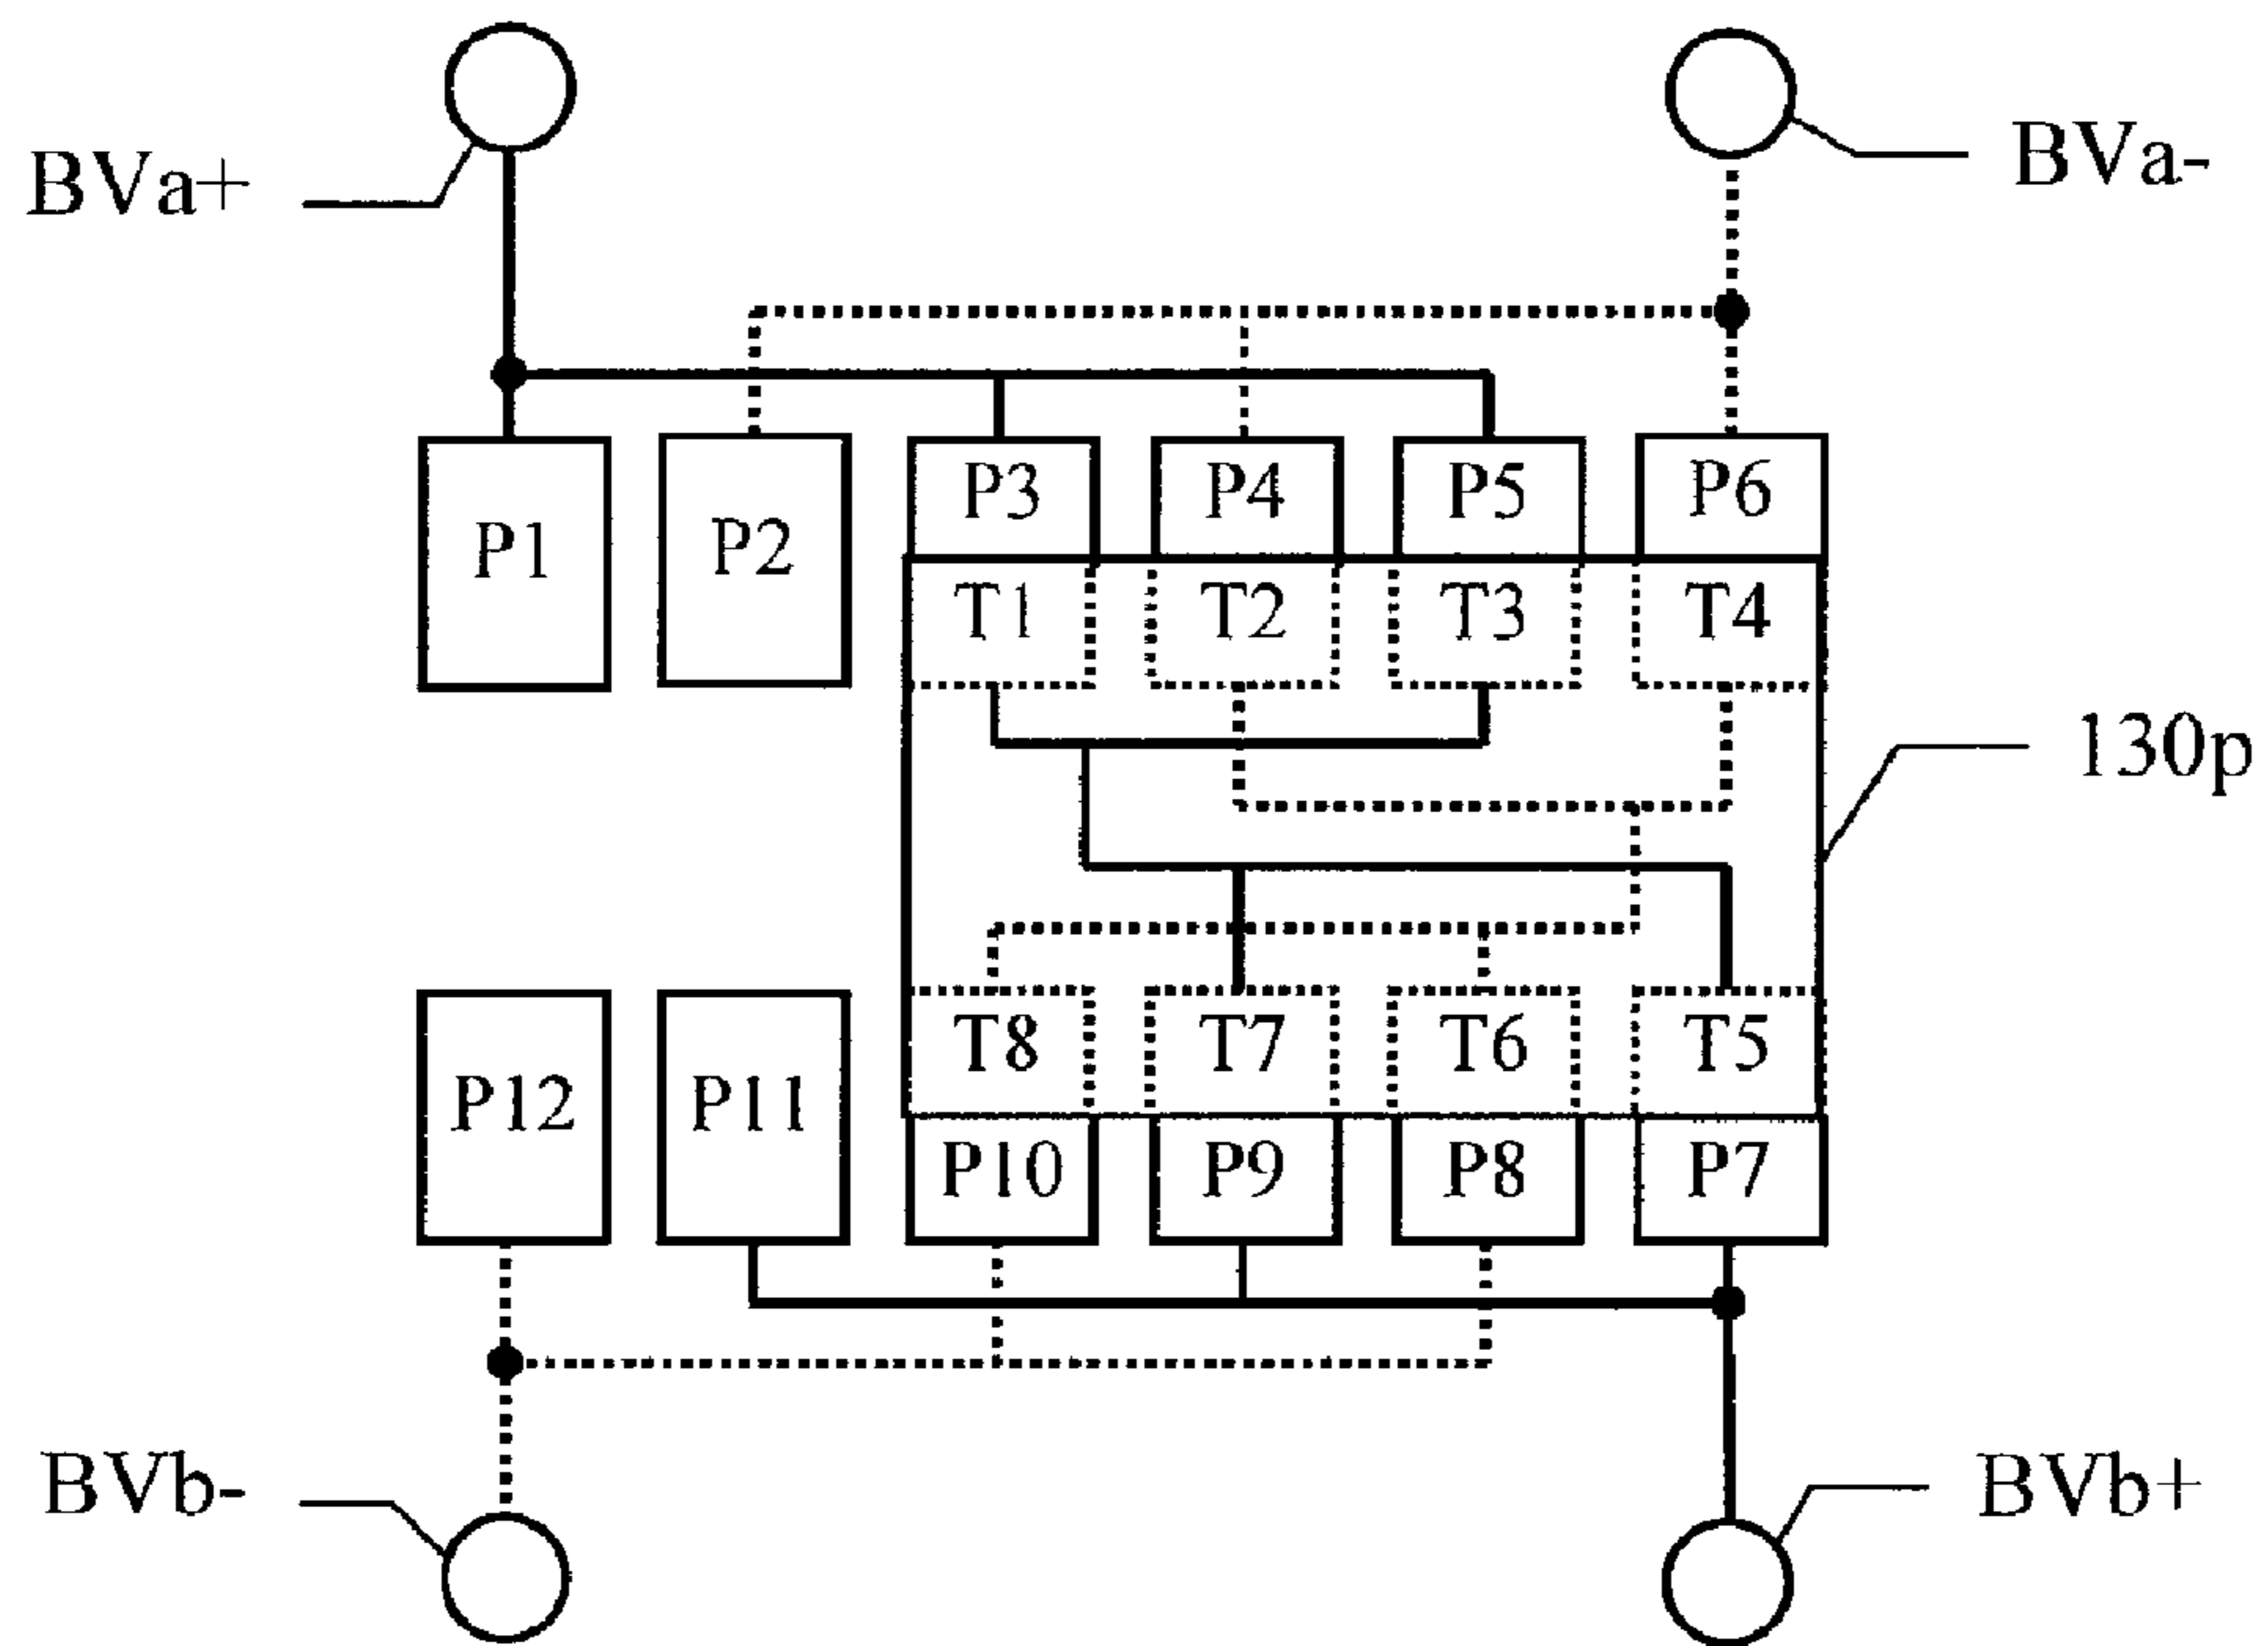 BVa+
BVa-
P1
P2
P3
P4
P5
P6
T1
T2
T3
T4
130p
T8
T7
T6
T5
P12
P11
P10
P9
P8
P7
BVb-
BVb+